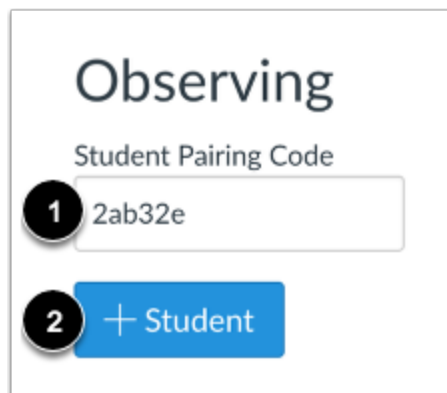 Observing
Student Pairing Code
1 2ab32e
2 + Student